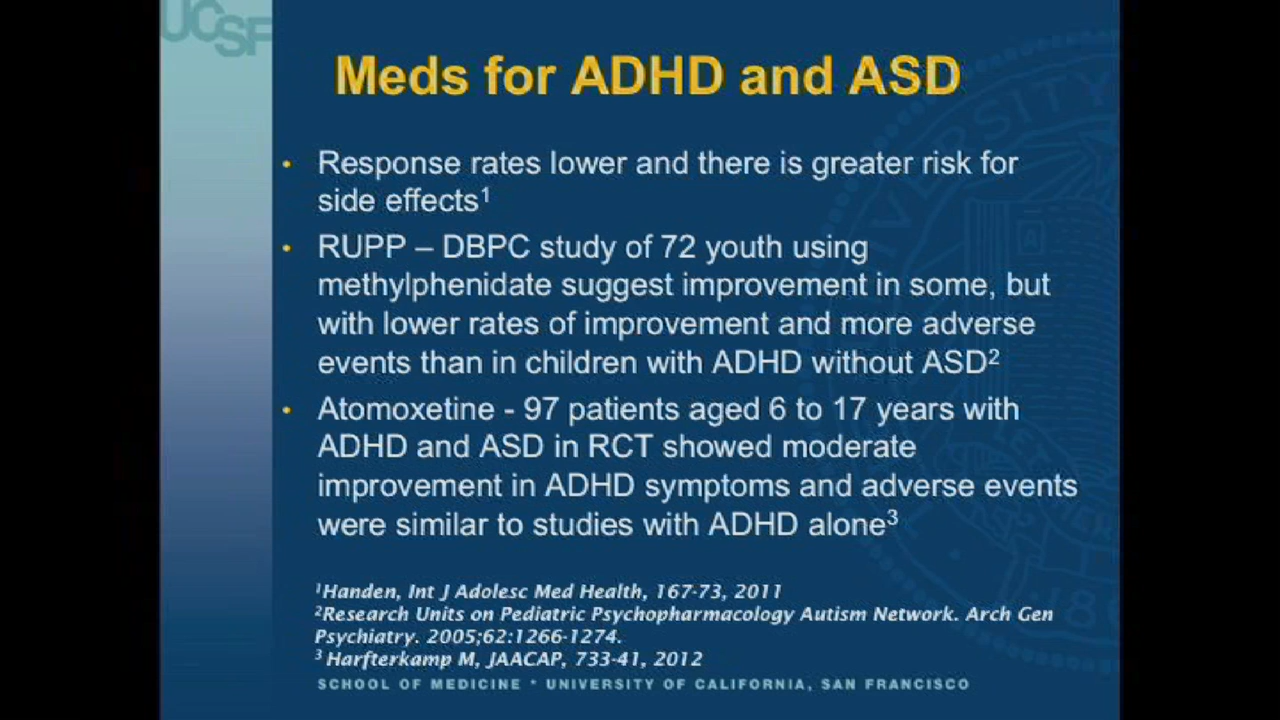 UCSF
Meds for ADHD and ASD
• Response rates lower and there is greater risk for
side effects¹
• RUPP – DBPC study of 72 youth using
methylphenidate suggest improvement in some, but
with lower rates of improvement and more adverse
events than in children with ADHD without ASD²
• Atomoxetine - 97 patients aged 6 to 17 years with
ADHD and ASD in RCT showed moderate
improvement in ADHD symptoms and adverse events
were similar to studies with ADHD alone³
¹Handen, Int J Adolesc Med Health, 167-73, 2011
²Research Units on Pediatric Psychopharmacology Autism Network. Arch Gen
Psychiatry. 2005;62:1266-1274.
³ Harfterkamp M, JAACAP, 733-41, 2012
SCHOOL OF MEDICINE * UNIVERSITY OF CALIFORNIA, SAN FRANCISCO